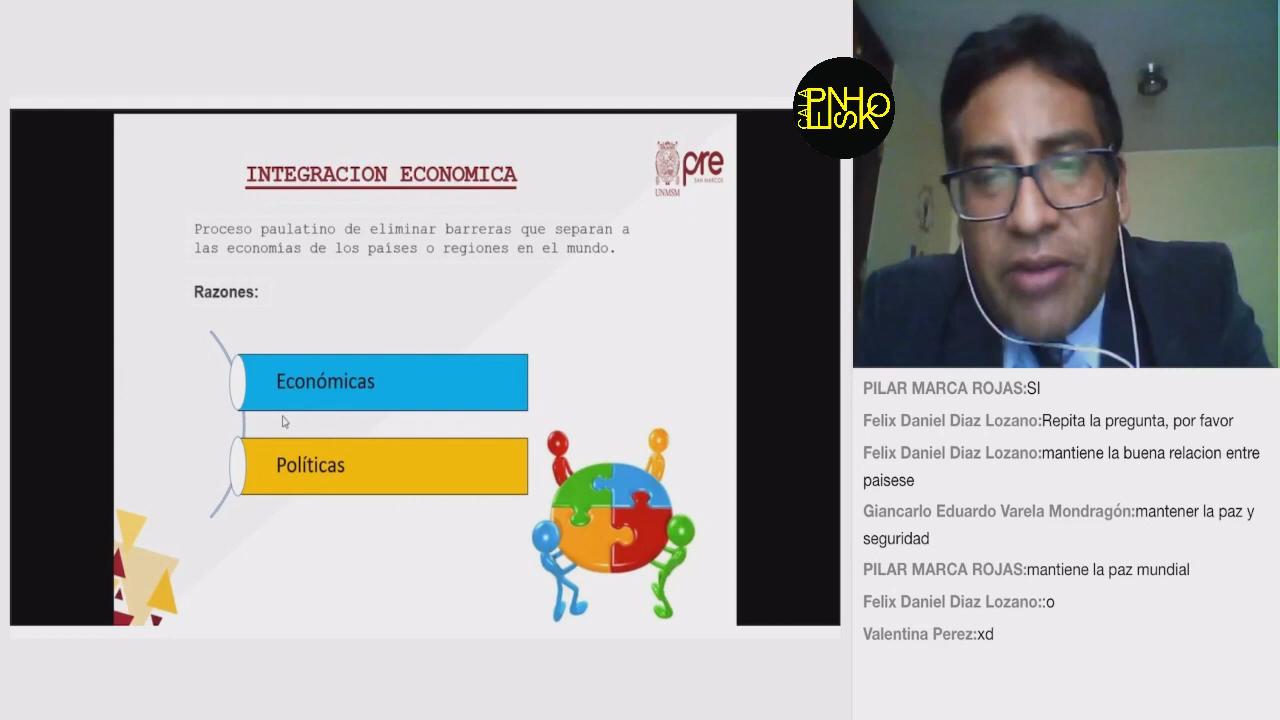 INTEGRACION ECONOMICA
pre
SAN MARCOS
UNMSM
Proceso paulatino de eliminar barreras que separan a
las economías de los países o regiones en el mundo.
Razones:
Económicas
Políticas
PILAR MARCA ROJAS:SI
Felix Daniel Diaz Lozano:Repita la pregunta, por favor
Felix Daniel Diaz Lozano:mantiene la buena relacion entre
paisese
Giancarlo Eduardo Varela Mondragón:mantener la paz y
seguridad
PILAR MARCA ROJAS:mantiene la paz mundial
Felix Daniel Diaz Lozano::o
Valentina Perez:xd